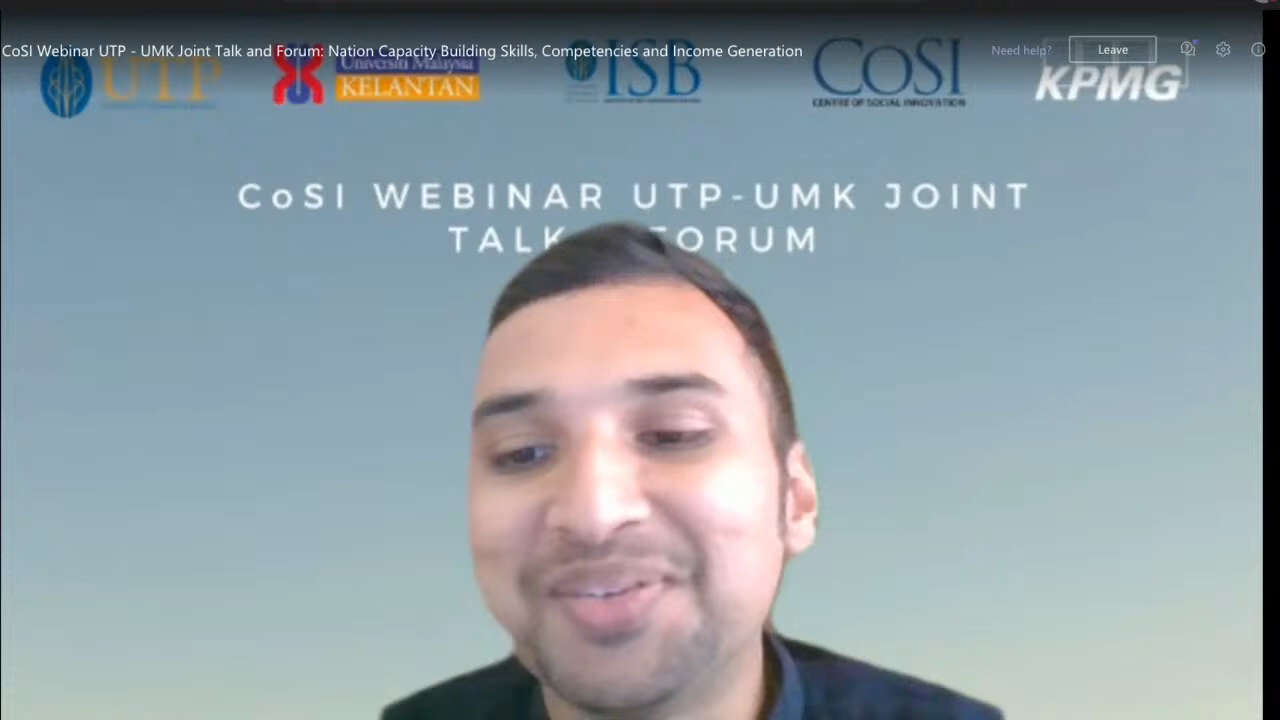 CoSI Webinar UTP - UMK Joint Talk and Forum: Nation Capacity Building Skills, Competencies and Income Generation
Need help?
Leave
UTP
Universiti Malaysia
KELANTAN
ISB
CoSI
CENTRE OF SOCIAL INNOVATION
KPMG
CoSI WEBINAR UTP-UMK JOINT
TALK FORUM